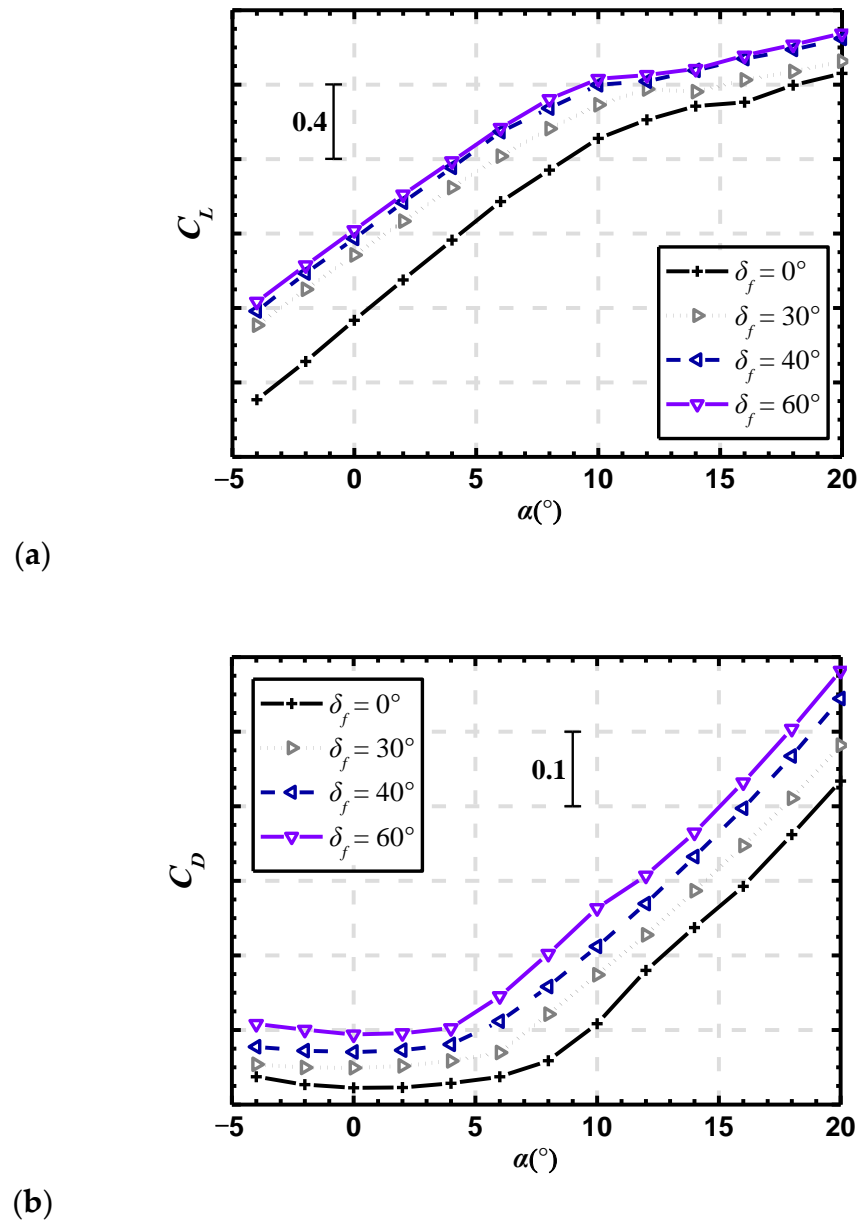 0.4
C_L
δ_f = 0°
δ_f = 30°
δ_f = 40°
δ_f = 60°
−5 0 5 10 15 20
α(°)
(a)
δ_f = 0°
δ_f = 30°
δ_f = 40°
δ_f = 60°
0.1
C_D
−5 0 5 10 15 20
α(°)
(b)